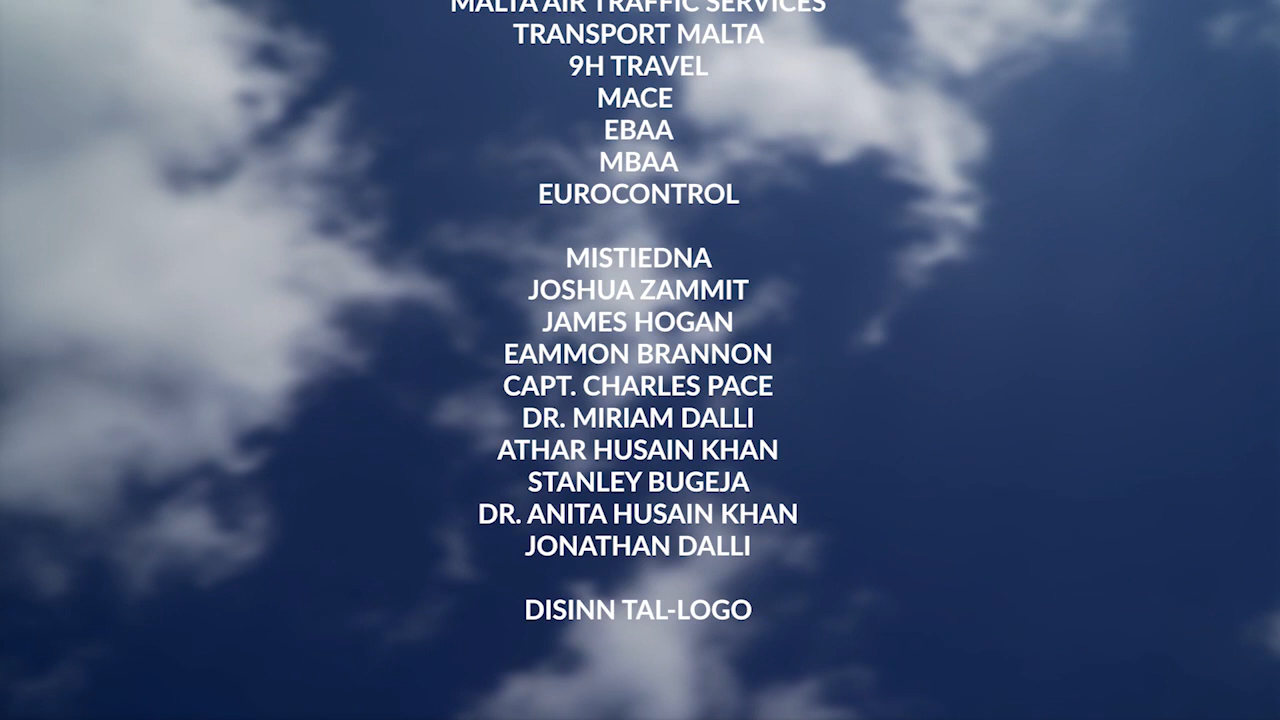 MALTA AIR TRAFFIC SERVICES
TRANSPORT MALTA
9H TRAVEL
MACE
EBAA
MBAA
EUROCONTROL
MISTIEDNA
JOSHUA ZAMMIT
JAMES HOGAN
EAMMON BRANNON
CAPT. CHARLES PACE
DR. MIRIAM DALLI
ATHAR HUSAIN KHAN
STANLEY BUGEJA
DR. ANITA HUSAIN KHAN
JONATHAN DALLI
DISINN TAL-LOGO